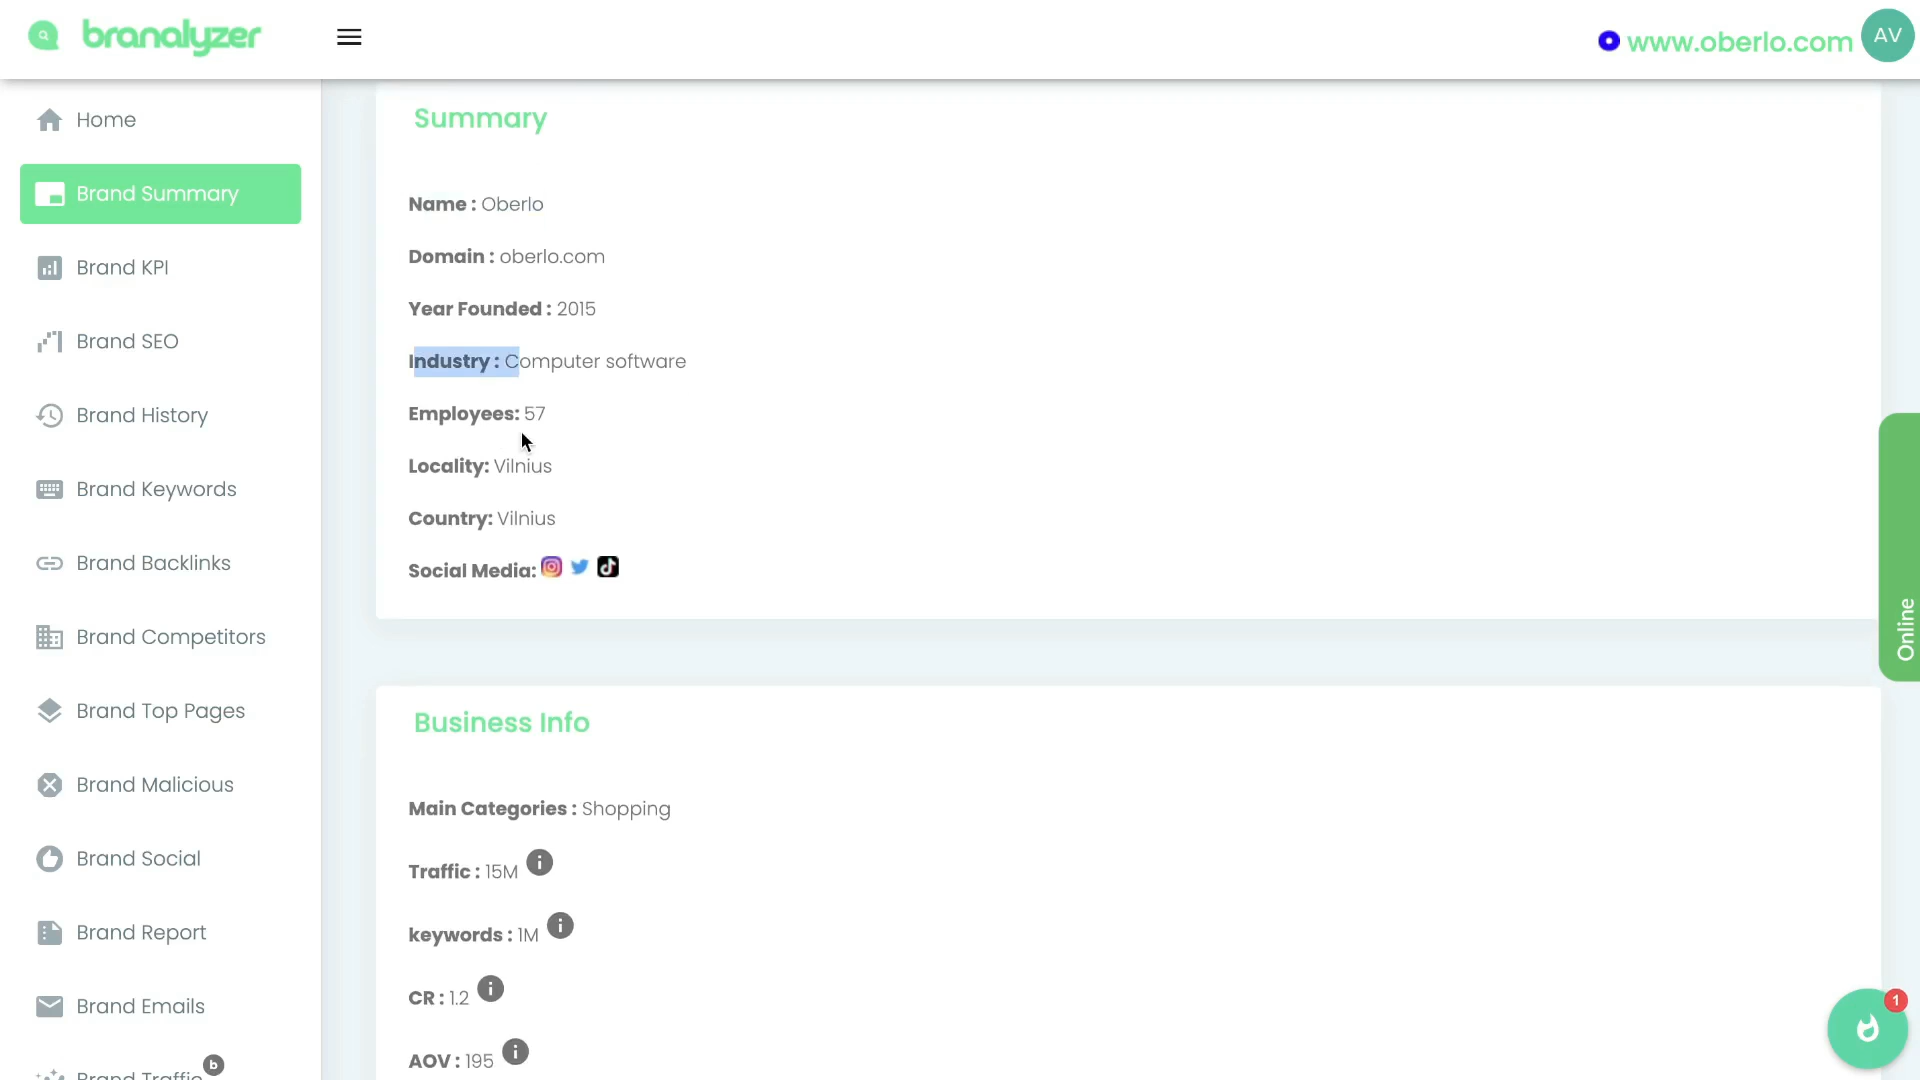 branalyzer
www.oberlo.com
AV
Home
Brand Summary
Brand KPI
Brand SEO
Brand History
Brand Keywords
Brand Backlinks
Brand Competitors
Brand Top Pages
Brand Malicious
Brand Social
Brand Report
Brand Emails
Brand Traffic b
Summary
Name : Oberlo
Domain : oberlo.com
Year Founded : 2015
Industry : Computer software
Employees: 57
Locality: Vilnius
Country: Vilnius
Social Media:
Business Info
Main Categories : Shopping
Traffic : 15M
keywords : 1M
CR : 1.2
AOV : 195
Online
1